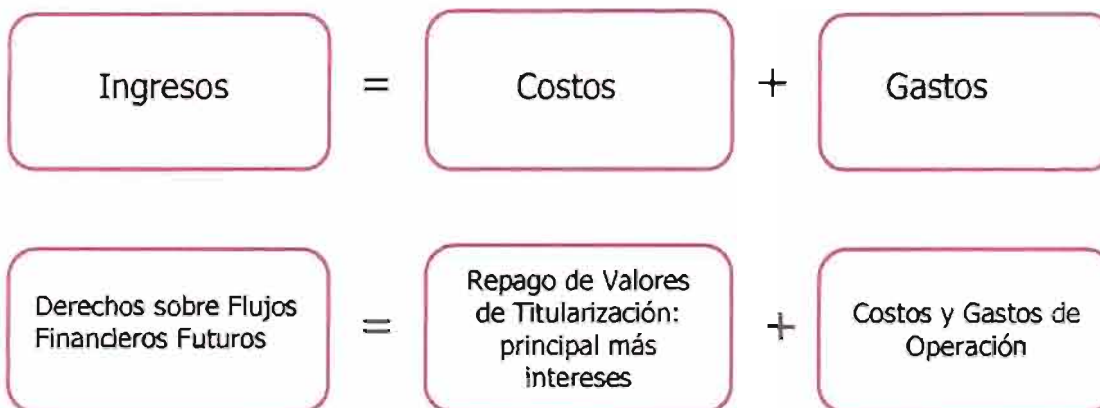 Ingresos = Costos + Gastos
Derechos sobre Flujos
Financieros Futuros
=
Repago de Valores
de Titularización:
principal más
intereses
+
Costos y Gastos de
Operación